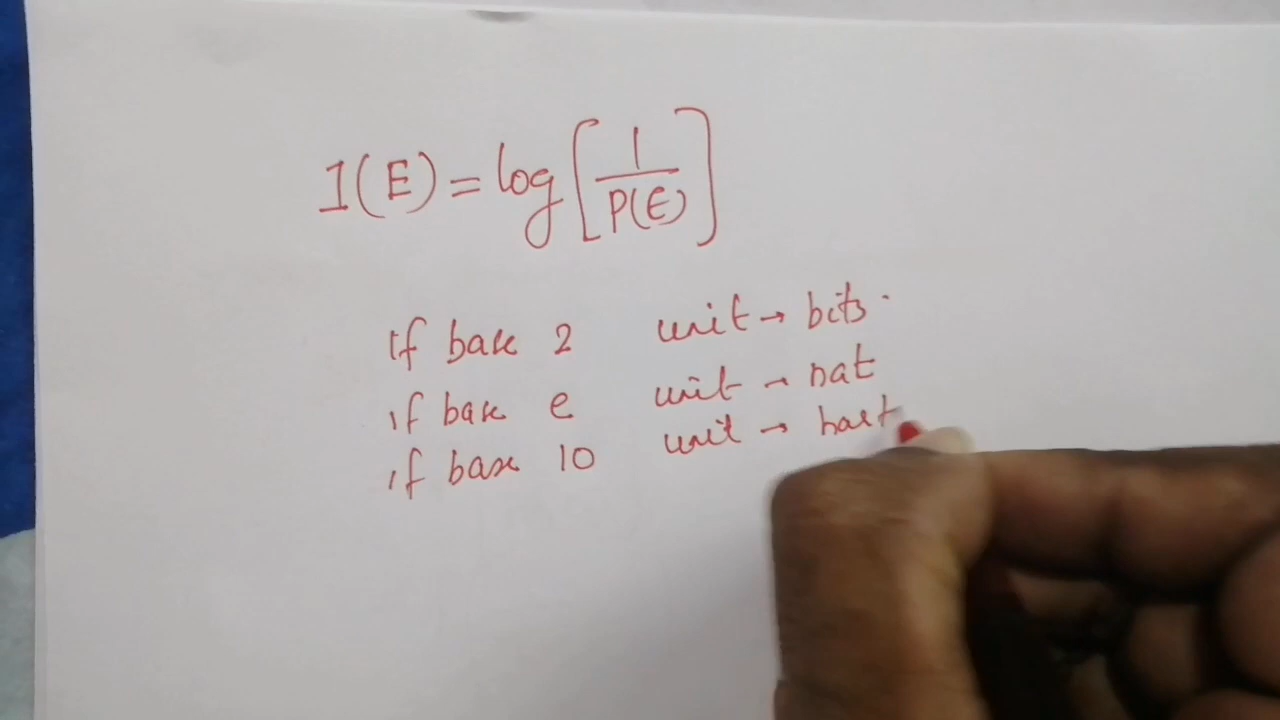 I(E) = log [ 1 / P(E) ]
If base 2 unit → bits.
if base e unit → nat
if base 10 unit → hart